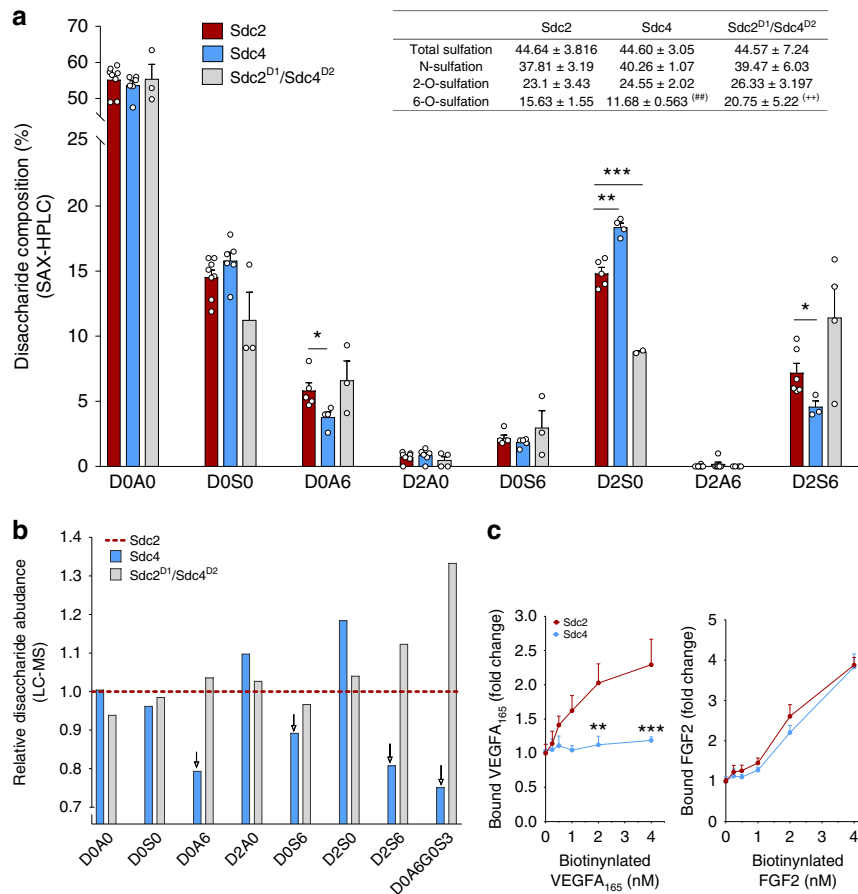 a
Sdc2
Sdc4
Sdc2D1/Sdc4D2
Sdc2 Sdc4 Sdc2D1/Sdc4D2
Total sulfation 44.64 ± 3.816 44.60 ± 3.05 44.57 ± 7.24
N-sulfation 37.81 ± 3.19 40.26 ± 1.07 39.47 ± 6.03
2-O-sulfation 23.1 ± 3.43 24.55 ± 2.02 26.33 ± 3.197
6-O-sulfation 15.63 ± 1.55 11.68 ± 0.563 (##) 20.75 ± 5.22 (++)
Disaccharide composition (%)
(SAX-HPLC)
60
50
25
20
15
10
5
0
*
***
**
*
D0A0 D0S0 D0A6 D2A0 D0S6 D2S0 D2A6 D2S6
b
Sdc2
Sdc4
Sdc2D1/Sdc4D2
Relative disaccharide abudance
(LC-MS)
1.4
1.3
1.2
1.1
1.0
0.9
0.8
0.7
D0A0 D0S0 D0A6 D2A0 D0S6 D2S0 D2S6 D0A6G0S3
c
Sdc2
Sdc4
Bound VEGFA165 (fold change)
3.0
2.5
2.0
1.5
1.0
0.5
0.0
** ***
0 1 2 3 4
Biotinynlated
VEGFA165 (nM)
Bound FGF2 (fold change)
5
4
3
2
1
0
0 1 2 3 4
Biotinynlated
FGF2 (nM)